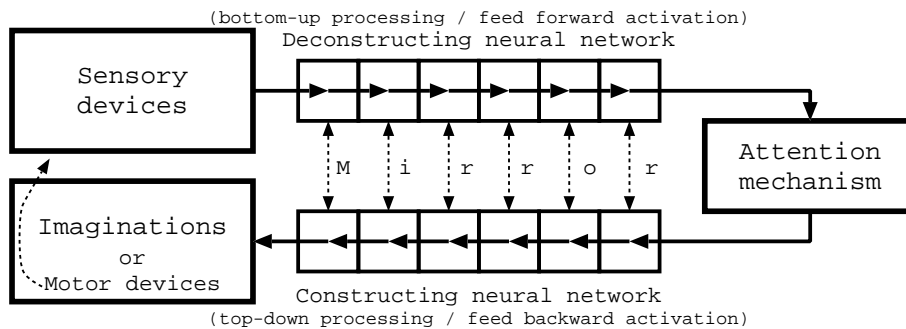 (bottom-up processing / feed forward activation)
Deconstructing neural network
Sensory
devices
M i r r o r
Attention
mechanism
Imaginations
or
Motor devices
Constructing neural network
(top-down processing / feed backward activation)